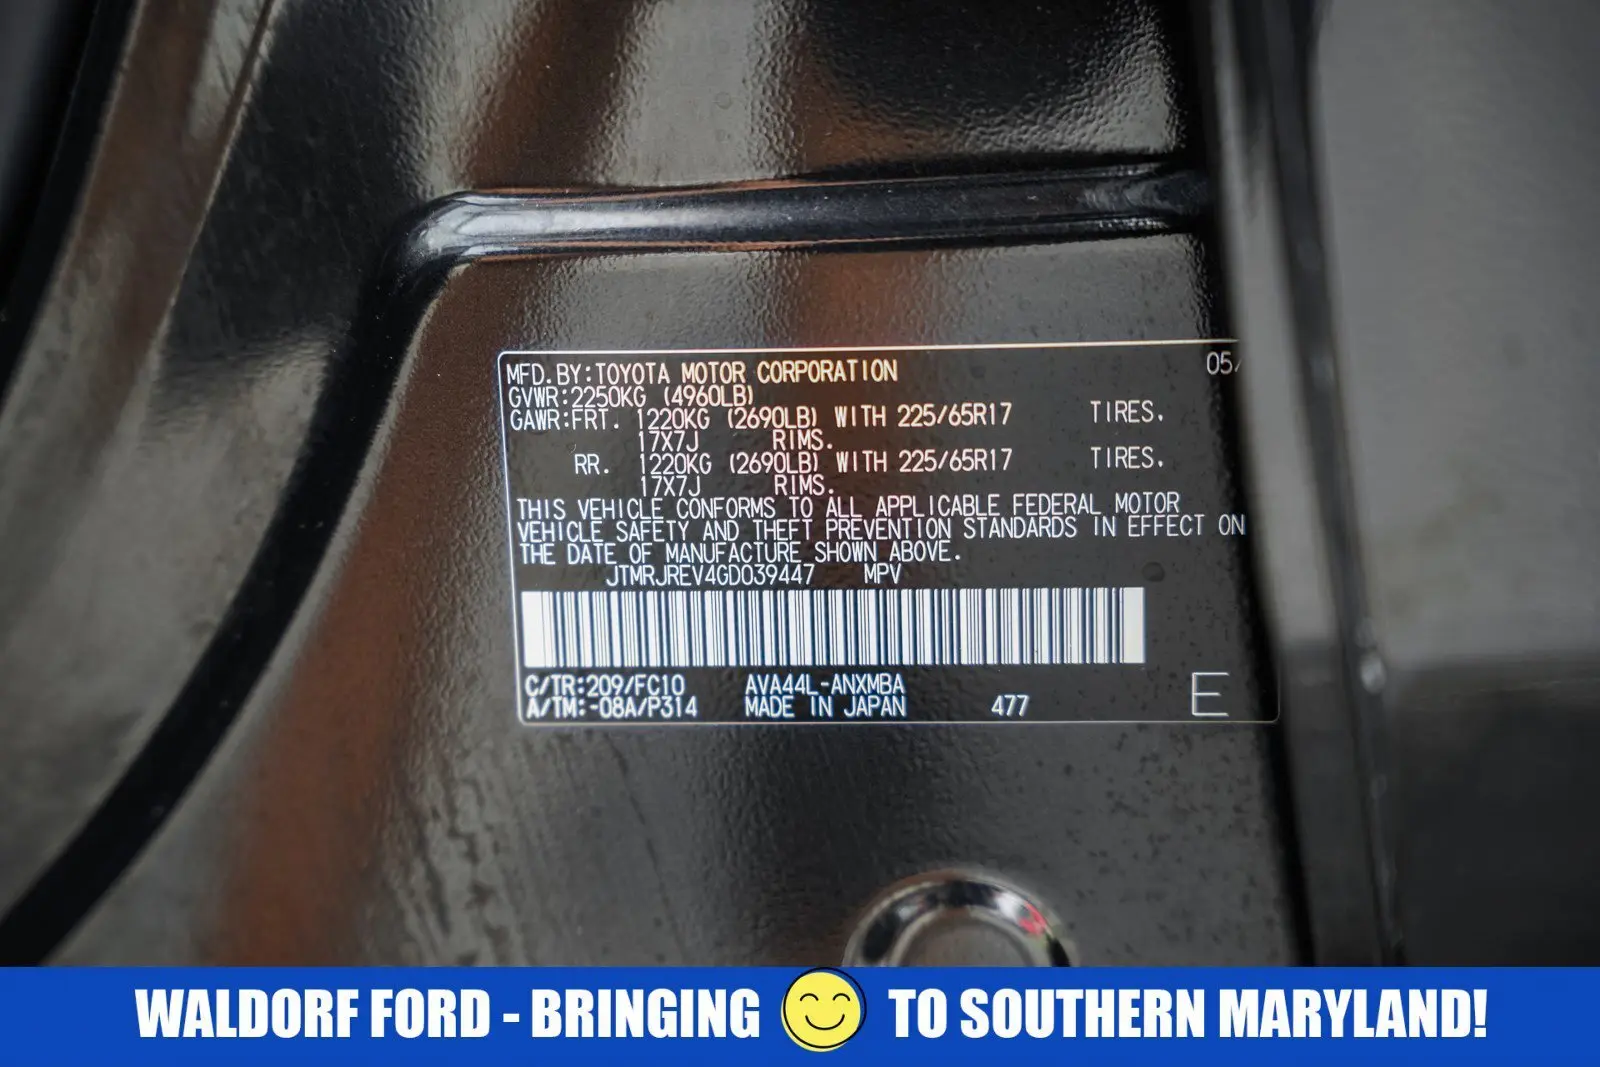 MFD.BY:TOYOTA MOTOR CORPORATION 05/
GVWR:2250KG (4960LB)
GAWR:FRT. 1220KG (2690LB) WITH 225/65R17 TIRES.
17X7J RIMS.
RR. 1220KG (2690LB) WITH 225/65R17 TIRES.
17X7J RIMS.
THIS VEHICLE CONFORMS TO ALL APPLICABLE FEDERAL MOTOR
VEHICLE SAFETY AND THEFT PREVENTION STANDARDS IN EFFECT ON
THE DATE OF MANUFACTURE SHOWN ABOVE.
JTMRJREV4GD039447 MPV
C/TR:209/FC10 AVA44L-ANXMBA
A/TM:-08A/P314 MADE IN JAPAN 477 E
WALDORF FORD - BRINGING TO SOUTHERN MARYLAND!